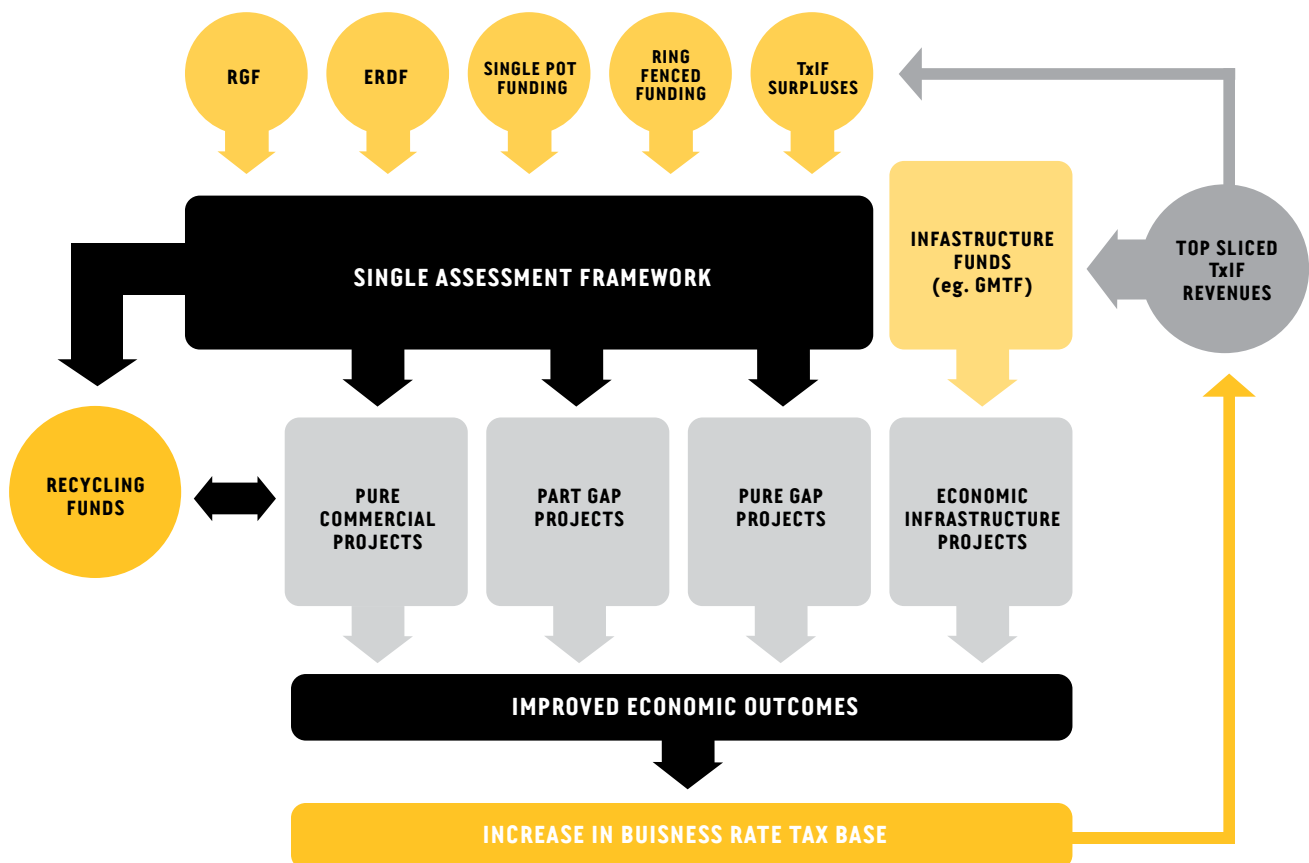 RGF
ERDF
SINGLE POT
FUNDING
RING
FENCED
FUNDING
TxIF
SURPLUSES
SINGLE ASSESSMENT FRAMEWORK
INFASTRUCTURE
FUNDS
(eg. GMTF)
TOP SLICED
TxIF
REVENUES
RECYCLING
FUNDS
PURE
COMMERCIAL
PROJECTS
PART GAP
PROJECTS
PURE GAP
PROJECTS
ECONOMIC
INFRASTRUCTURE
PROJECTS
IMPROVED ECONOMIC OUTCOMES
INCREASE IN BUISNESS RATE TAX BASE